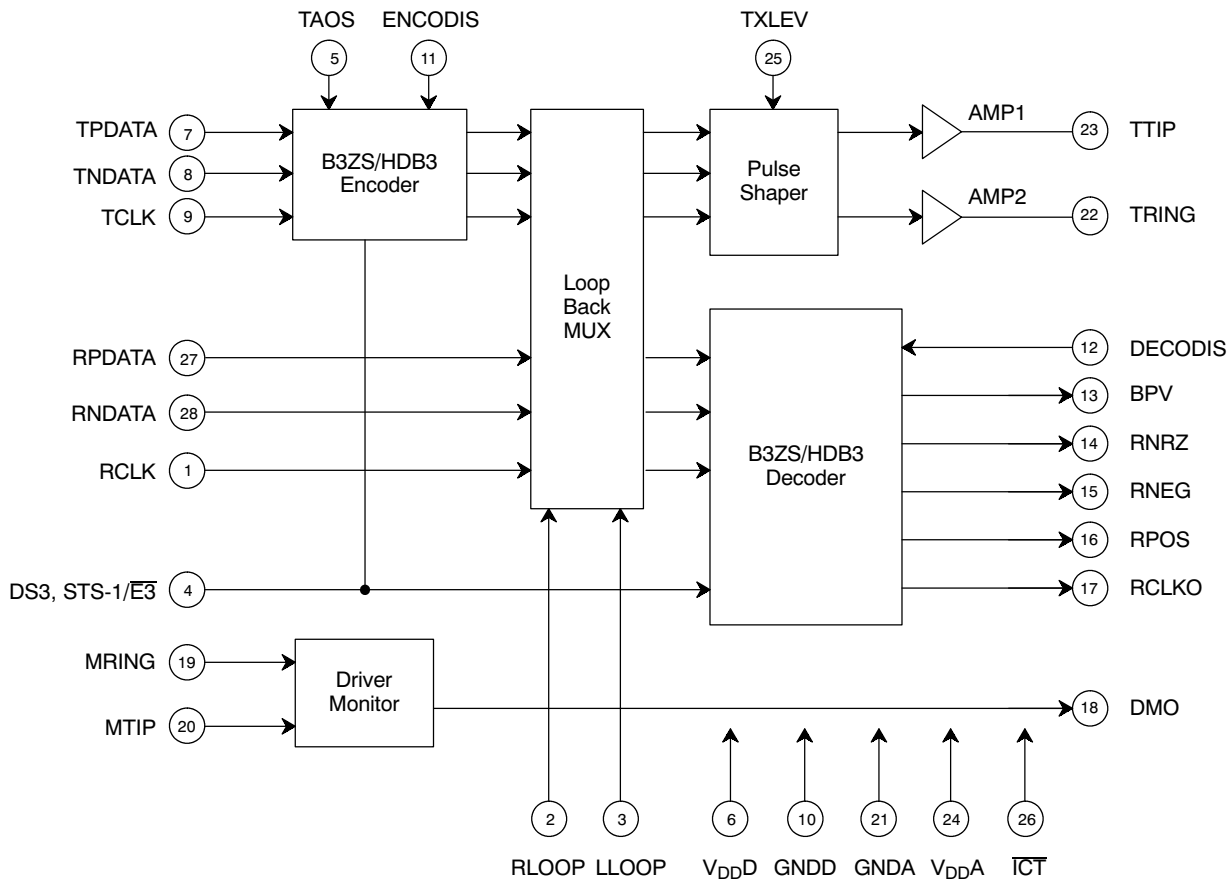 TAOS ENCODIS TXLEV
5 11 25
TPDATA 7
TNDATA 8
TCLK 9
B3ZS/HDB3
Encoder
Pulse
Shaper
AMP1
23 TTIP
AMP2
22 TRING
Loop
Back
MUX
RPDATA 27
RNDATA 28
RCLK 1
B3ZS/HDB3
Decoder
12 DECODIS
13 BPV
14 RNRZ
15 RNEG
16 RPOS
17 RCLKO
DS3, STS-1/E3 4
MRING 19
MTIP 20
Driver
Monitor
18 DMO
2 3 6 10 21 24 26
RLOOP LLOOP VDDD GNDD GNDA VDDA ICT